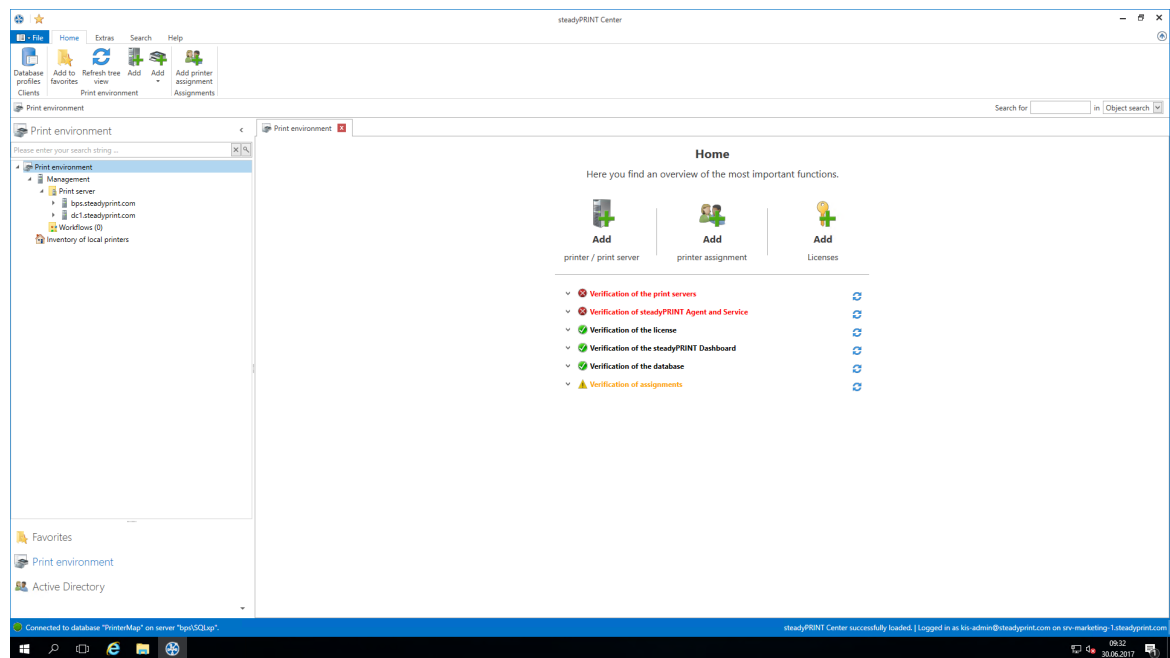 steadyPRINT Center
File Home Extras Search Help
Database profiles
Add to favorites
Refresh tree view
Add
Add
Add printer assignment
Clients Print environment Assignments
Print environment
Search for in Object search
Print environment
Please enter your search string ...
Print environment
Management
Print server
bps.steadyprint.com
dc1.steadyprint.com
Workflows (0)
Inventory of local printers
Favorites
Print environment
Active Directory
Print environment
Home
Here you find an overview of the most important functions.
Add
printer / print server
Add
printer assignment
Add
Licenses
Verification of the print servers
Verification of steadyPRINT Agent and Service
Verification of the license
Verification of the steadyPRINT Dashboard
Verification of the database
Verification of assignments
Connected to database "PrinterMap" on server "bps\SQLxp".
steadyPRINT Center successfully loaded. | Logged in as kis-admin@steadyprint.com on srv-marketing-1.steadyprint.com
09:32
30.06.2017